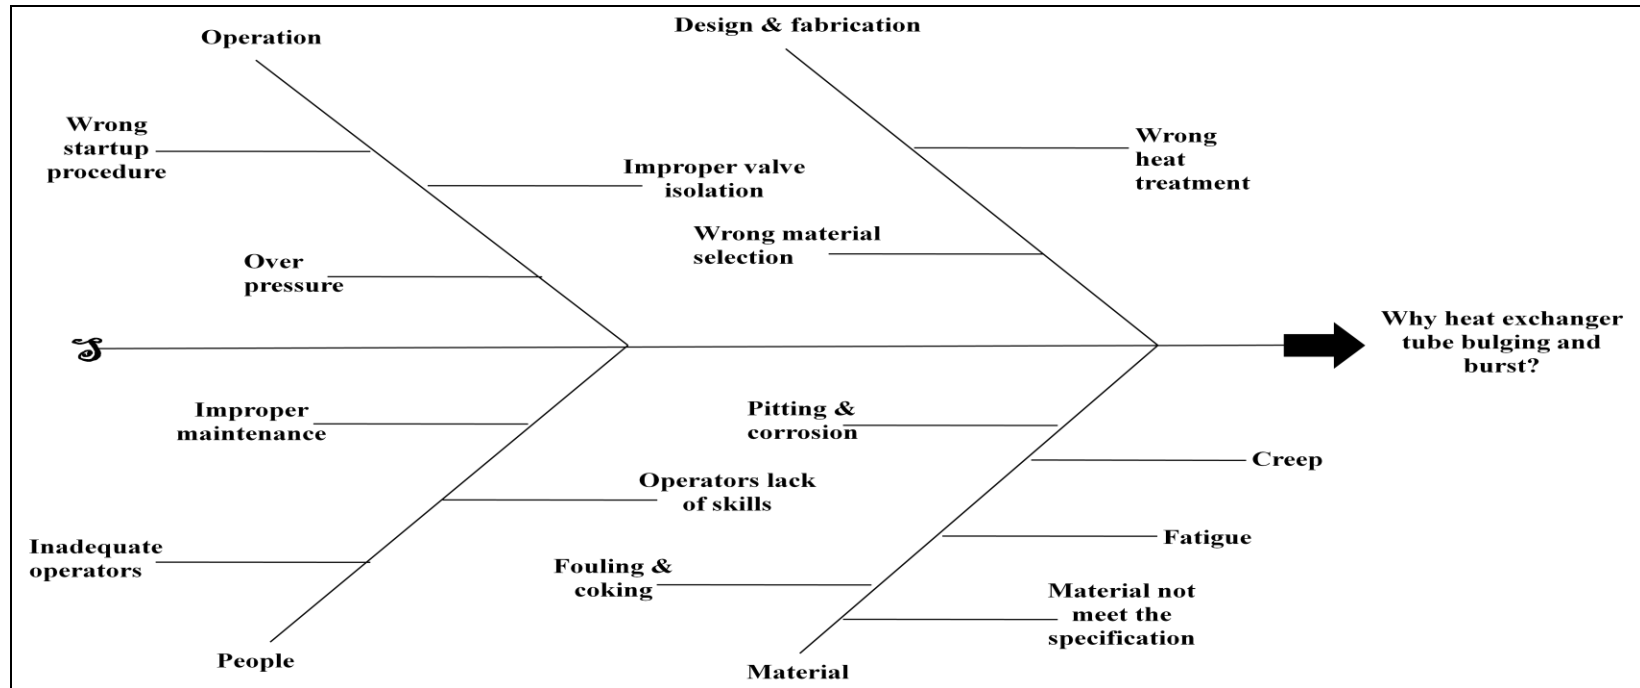 Operation
Design & fabrication
Wrong
startup
procedure
Improper valve
isolation
Wrong
heat
treatment
Wrong material
selection
Over
pressure
Why heat exchanger
tube bulging and
burst?
Improper
maintenance
Pitting &
corrosion
Creep
Operators lack
of skills
Fatigue
Inadequate
operators
Fouling &
coking
Material not
meet the
specification
People
Material